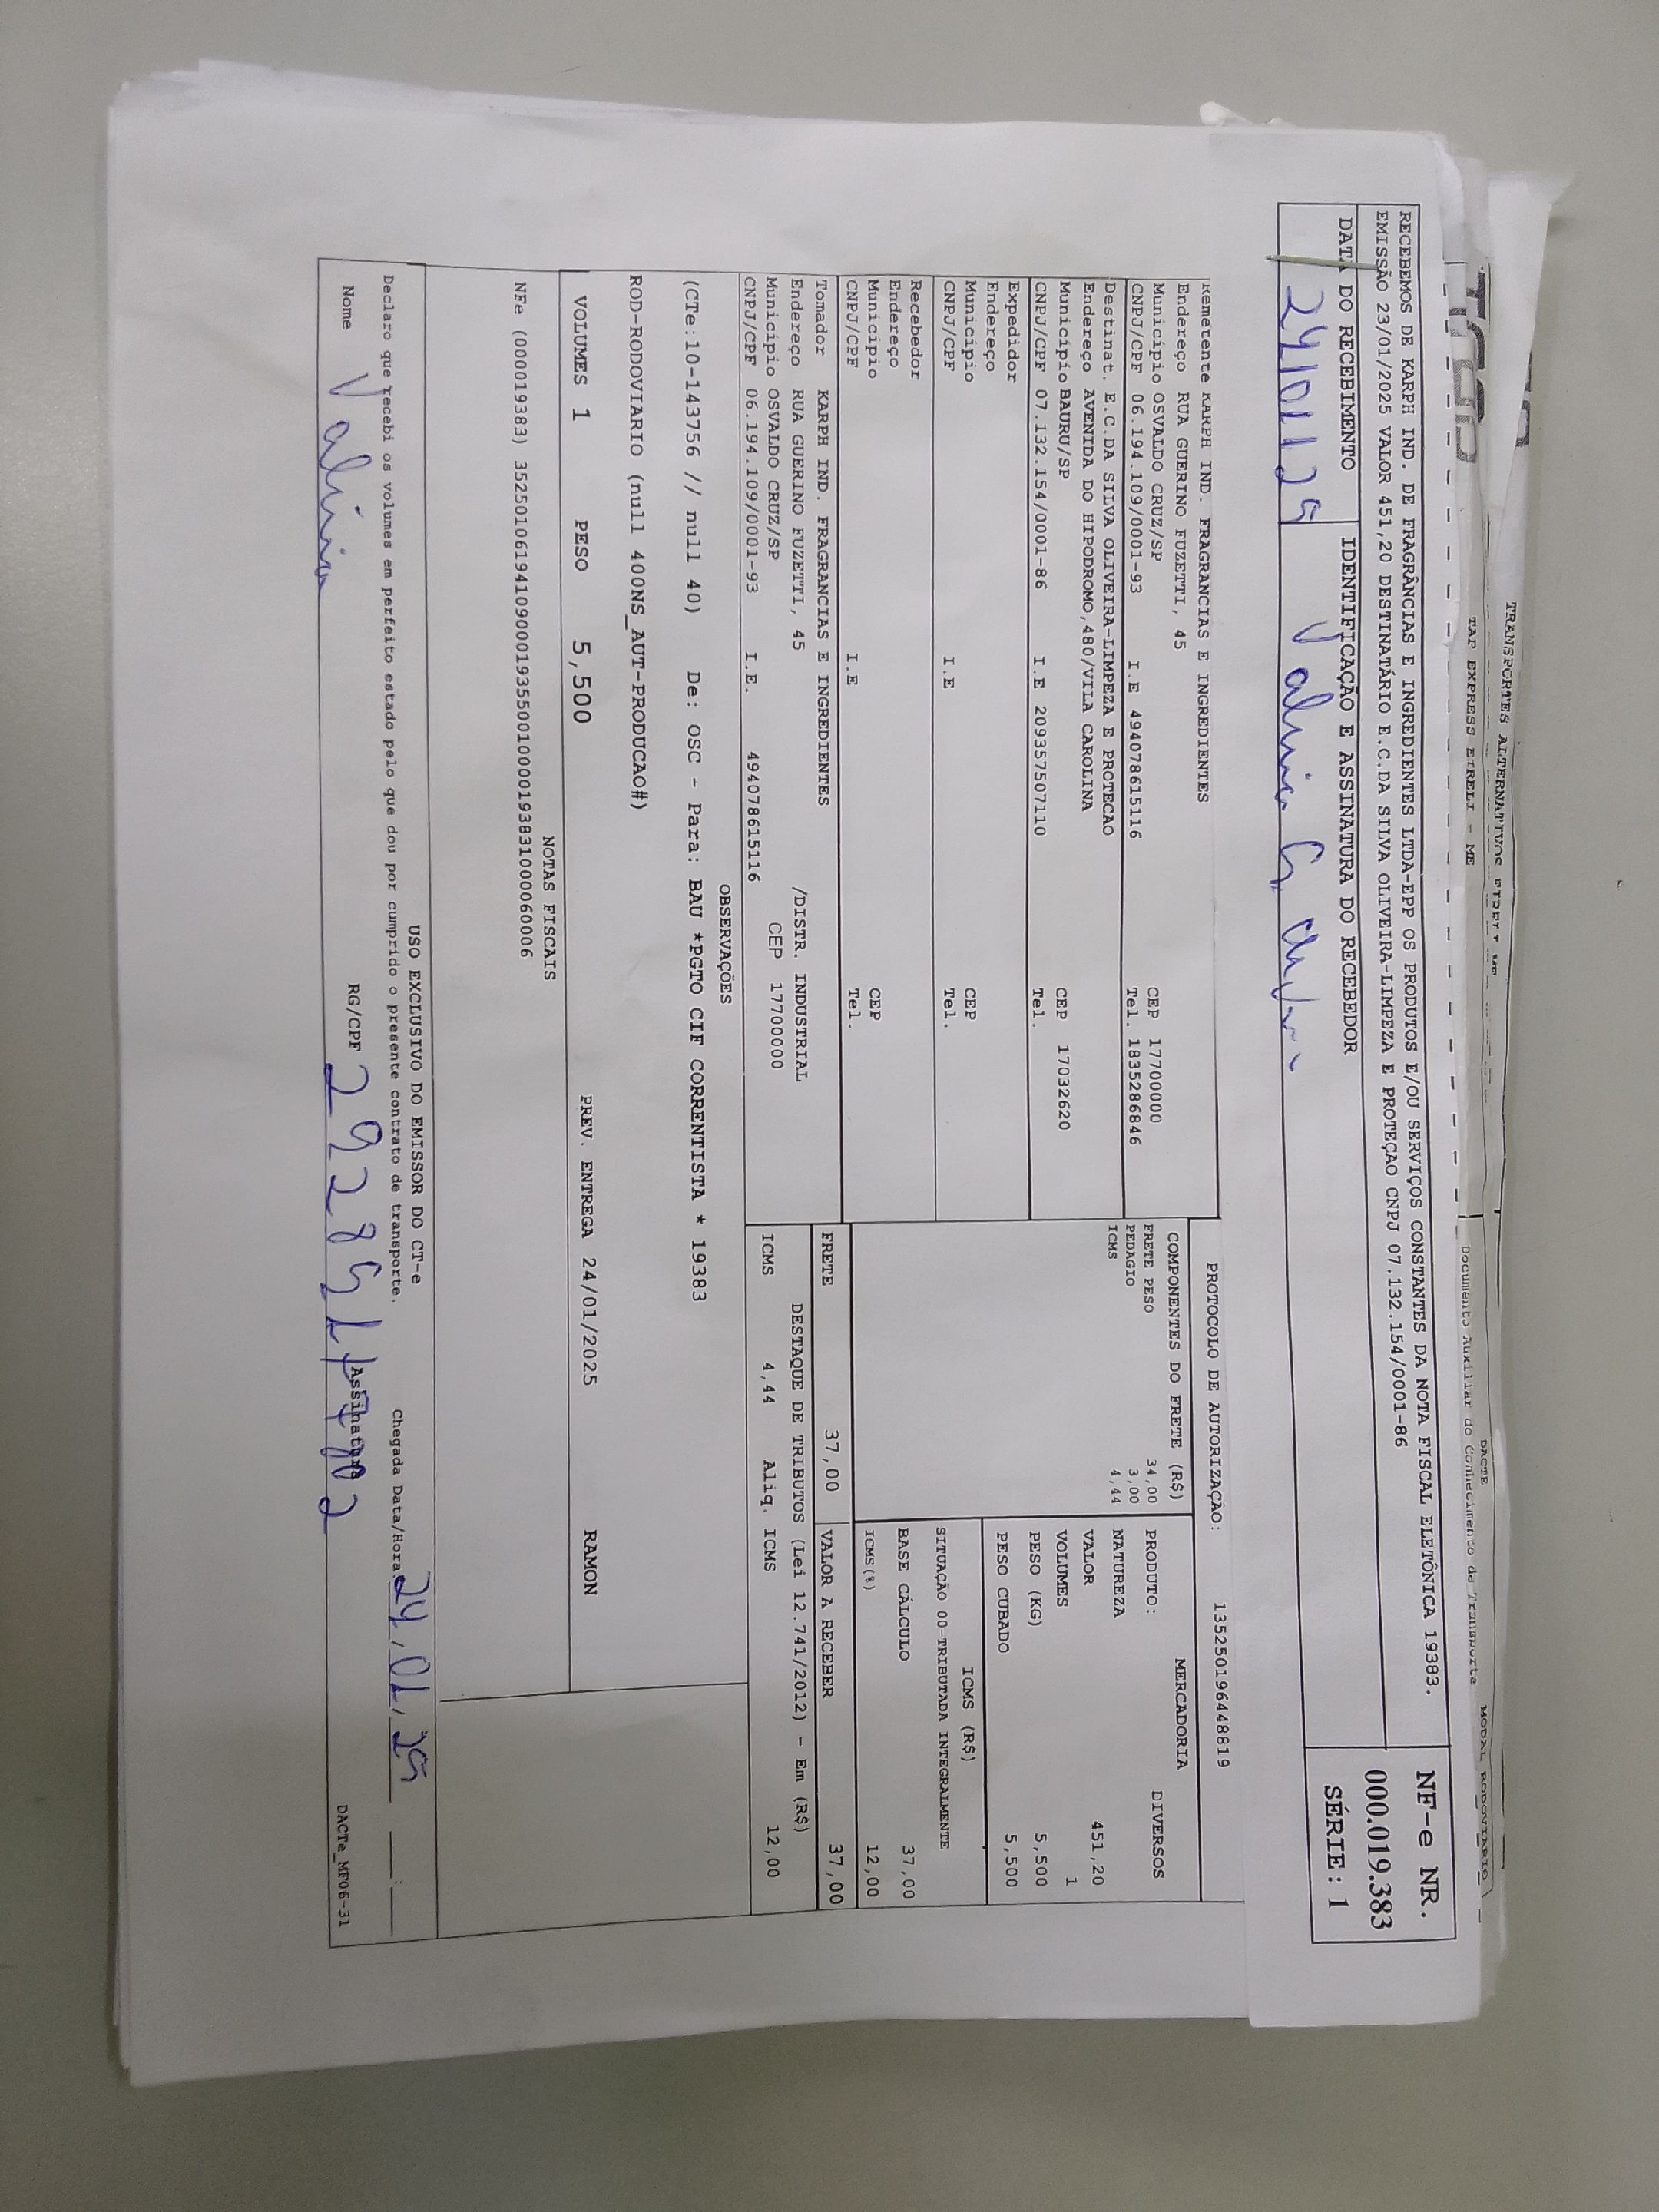 TRANSPORTES ALTERNATIVOS
TAP EXPRESS EIRELI - ME
DACTE
MODAL RODOVIARIO
Documento Auxiliar do Conhecimento de Transporte
RECEBEMOS DE KARPH IND. DE FRAGRÂNCIAS E INGREDIENTES LTDA-EPP OS PRODUTOS E/OU SERVIÇOS CONSTANTES DA NOTA FISCAL ELETÔNICA 19383.
EMISSÃO 23/01/2025 VALOR 451,20 DESTINATÁRIO E.C.DA SILVA OLIVEIRA-LIMPEZA E PROTEÇAO CNPJ 07.132.154/0001-86
NF-e NR.
000.019.383
SÉRIE: 1
DATA DO RECEBIMENTO
IDENTIFICAÇÃO E ASSINATURA DO RECEBEDOR
24/01/25
PROTOCOLO DE AUTORIZAÇÃO: 135250196448819
Remetente KARPH IND. FRAGRANCIAS E INGREDIENTES
Endereço RUA GUERINO FUZETTI, 45
Município OSVALDO CRUZ/SP CEP 17700000
CNPJ/CPF 06.194.109/0001-93 I.E 494078615116 Tel. 1835286846
Destinat. E.C.DA SILVA OLIVEIRA-LIMPEZA E PROTECAO
Endereço AVENIDA DO HIPODROMO,480/VILA CAROLINA
Município BAURU/SP CEP 17032620
CNPJ/CPF 07.132.154/0001-86 I.E 209357507110 Tel.
Expedidor
Endereço
Município CEP
CNPJ/CPF I.E Tel.
Recebedor
Endereço
Município CEP
CNPJ/CPF I.E Tel.
Tomador KARPH IND. FRAGRANCIAS E INGREDIENTES
Endereço RUA GUERINO FUZETTI, 45 /DISTR. INDUSTRIAL
Município OSVALDO CRUZ/SP CEP 17700000
CNPJ/CPF 06.194.109/0001-93 I.E. 494078615116
COMPONENTES DO FRETE (R$)
FRETE PESO 34,00
PEDAGIO 3,00
ICMS 4,44
MERCADORIA
PRODUTO: DIVERSOS
NATUREZA
VALOR 451,20
VOLUMES 1
PESO (KG) 5,500
PESO CUBADO 5,500
ICMS (R$)
SITUAÇÃO 00-TRIBUTADA INTEGRALMENTE
BASE CÁLCULO 37,00
ICMS(%) 12,00
FRETE 37,00 VALOR A RECEBER 37,00
DESTAQUE DE TRIBUTOS (Lei 12.741/2012) - Em (R$)
ICMS 4,44 Aliq. ICMS 12,00
OBSERVAÇÕES
(CTe:10-143756 // null 40) De: OSC - Para: BAU *PGTO CIF CORRENTISTA * 19383
ROD-RODOVIARIO (null 400NS_AUT-PRODUCAO#)
VOLUMES 1 PESO 5,500 PREV. ENTREGA 24/01/2025 RAMON
NOTAS FISCAIS
NFe (000019383) 35250106194109000193550010000193831000060006
USO EXCLUSIVO DO EMISSOR DO CT-e
Declaro que recebi os volumes em perfeito estado pelo que dou por cumprido o presente contrato de transporte. Chegada Data/Hora 24/01/25
Nome RG/CPF Assinatura
DACTe_MF06-31